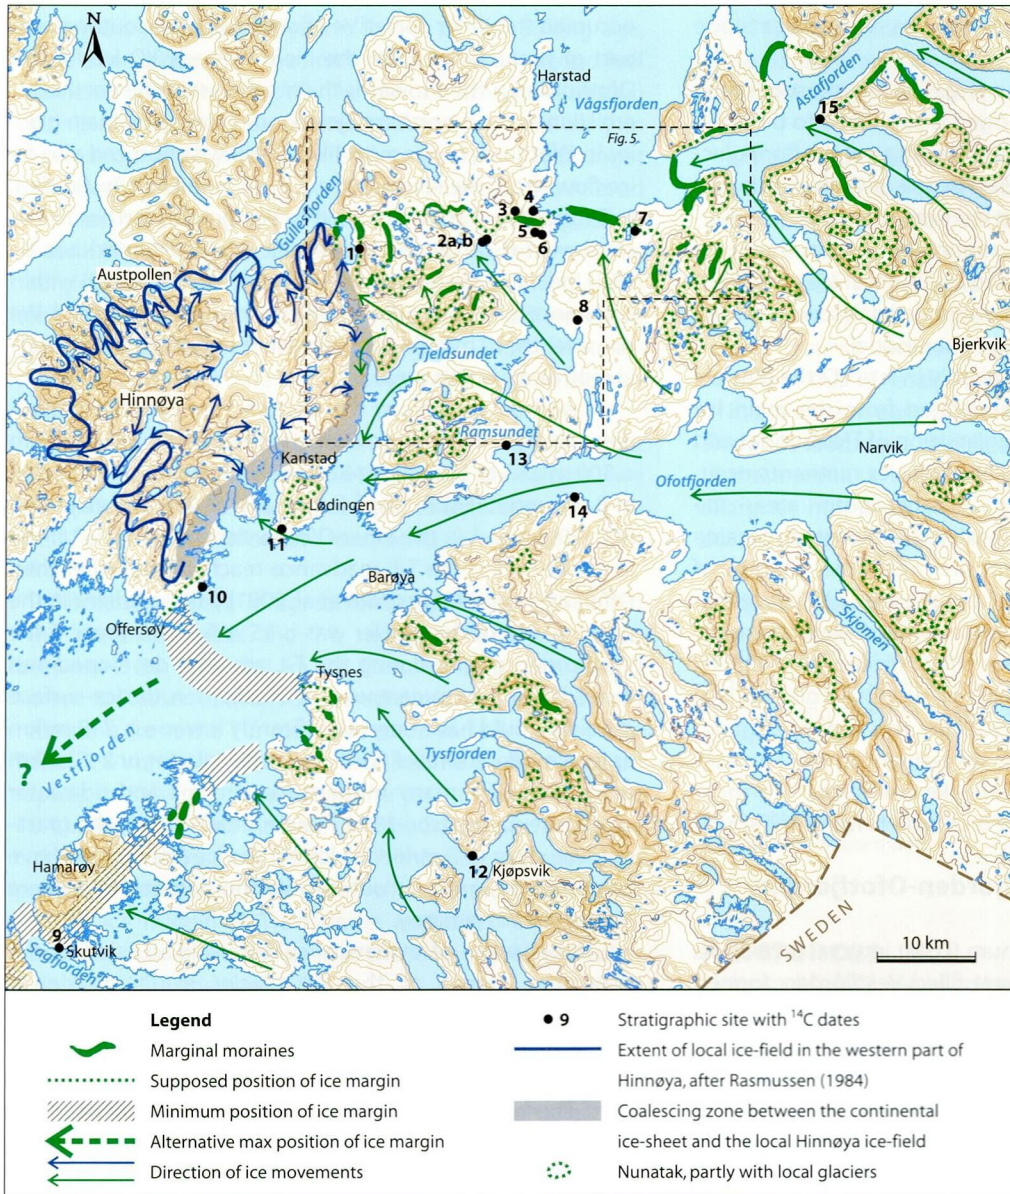 N
Harstad
Vågsfjorden
Astafjorden
15
Fig.5.
Gullesfjorden
3
4
7
1
2a,b
5
6
Austpollen
8
Bjerkvik
Tjeldsundet
Hinnøya
Ramsundet
Narvik
Kanstad
13
Ofotfjorden
Lødingen
14
11
Barøya
10
Skjomen
Offersøy
Tysnes
Vestfjorden
?
Tysfjorden
Hamarøy
12 Kjøpsvik
SWEDEN
9
Skutvik
10 km
Sagfjorden
Legend
Marginal moraines
Supposed position of ice margin
Minimum position of ice margin
Alternative max position of ice margin
Direction of ice movements
9 Stratigraphic site with 14C dates
Extent of local ice-field in the western part of
Hinnøya, after Rasmussen (1984)
Coalescing zone between the continental
ice-sheet and the local Hinnøya ice-field
Nunatak, partly with local glaciers